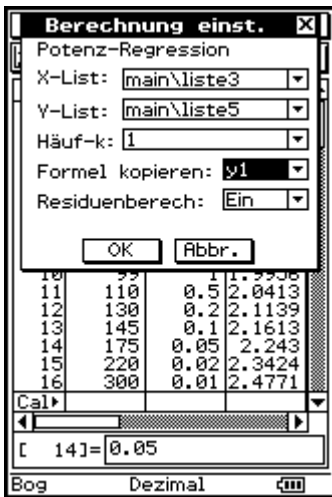 Berechnung einst. X
Potenz-Regression
X-List: main\liste3
Y-List: main\liste5
Häuf-k: 1
Formel kopieren: y1
Residuenberech: Ein
OK Abbr.
10 99 1 1.9956
11 110 0.5 2.0413
12 130 0.2 2.1139
13 145 0.1 2.1613
14 175 0.05 2.243
15 220 0.02 2.3424
16 300 0.01 2.4771
Cal▶
[ 14]= 0.05
Bog Dezimal